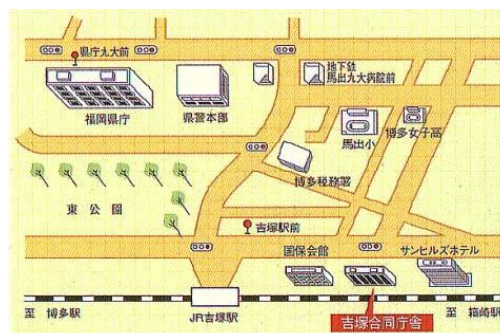 県庁九大前
地下鉄
馬出九大病院前
福岡県庁
県警本部
馬出小
博多女子高
博多税務署
東公園
吉塚駅前
国保会館
サンヒルズホテル
至 博多駅
JR吉塚駅
吉塚合同庁舎
至 箱崎駅